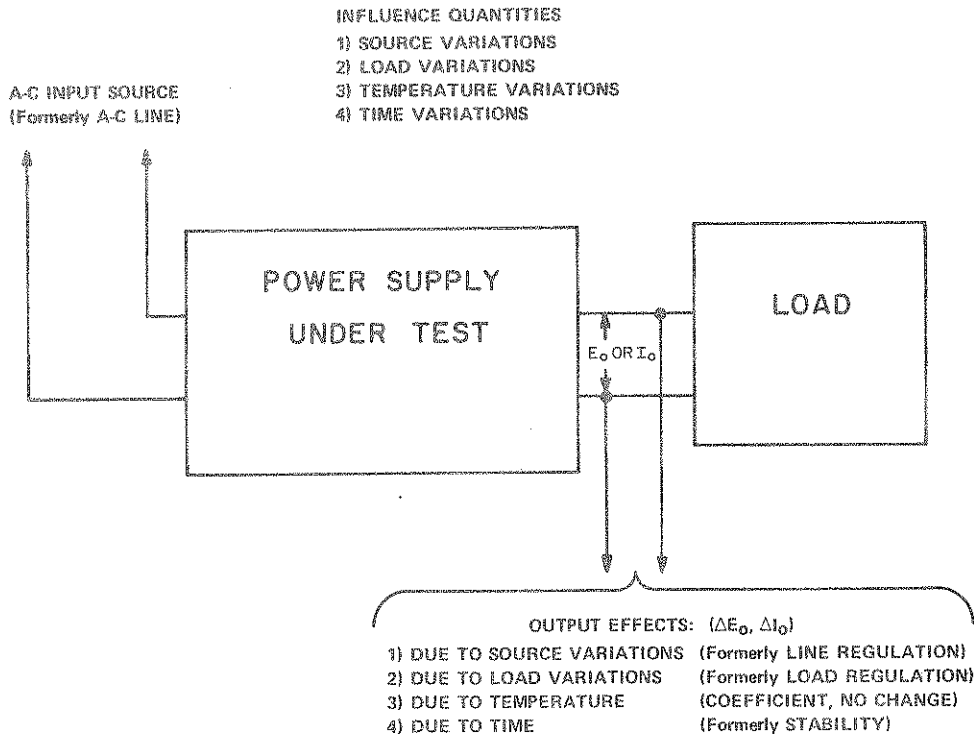 INFLUENCE QUANTITIES
1) SOURCE VARIATIONS
2) LOAD VARIATIONS
3) TEMPERATURE VARIATIONS
4) TIME VARIATIONS
A-C INPUT SOURCE
(Formerly A-C LINE)
POWER SUPPLY
UNDER TEST
LOAD
E₀ OR I₀
OUTPUT EFFECTS: (ΔE₀, ΔI₀)
1) DUE TO SOURCE VARIATIONS (Formerly LINE REGULATION)
2) DUE TO LOAD VARIATIONS (Formerly LOAD REGULATION)
3) DUE TO TEMPERATURE (COEFFICIENT, NO CHANGE)
4) DUE TO TIME (Formerly STABILITY)